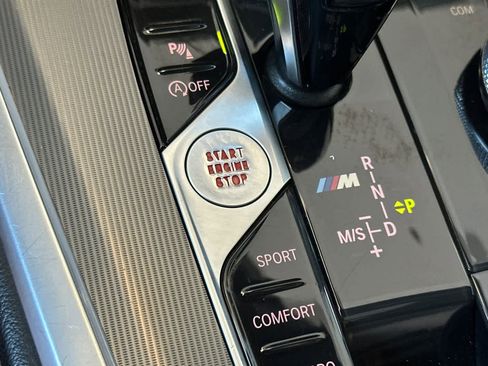 COM
P
OFF
START
ENGINE
STOP
M
R
N
P
M/S
D
+
SPORT
COMFORT